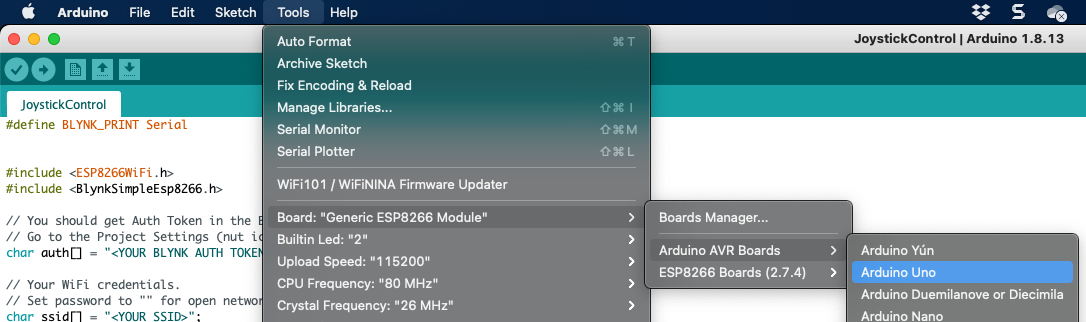 Arduino File Edit Sketch Tools Help
JoystickControl | Arduino 1.8.13
JoystickControl
#define BLYNK_PRINT Serial
#include <ESP8266WiFi.h>
#include <BlynkSimpleEsp8266.h>
// You should get Auth Token in the B
// Go to the Project Settings (nut ic
char auth[] = "<YOUR BLYNK AUTH TOKEN
// Your WiFi credentials.
// Set password to "" for open networ
char ssid[] = "<YOUR SSID>";
Auto Format ⌘T
Archive Sketch
Fix Encoding & Reload
Manage Libraries... ⇧⌘I
Serial Monitor ⇧⌘M
Serial Plotter ⇧⌘L
WiFi101 / WiFiNINA Firmware Updater
Board: "Generic ESP8266 Module"
Builtin Led: "2"
Upload Speed: "115200"
CPU Frequency: "80 MHz"
Crystal Frequency: "26 MHz"
Boards Manager...
Arduino AVR Boards
ESP8266 Boards (2.7.4)
Arduino Yún
Arduino Uno
Arduino Duemilanove or Diecimila
Arduino Nano